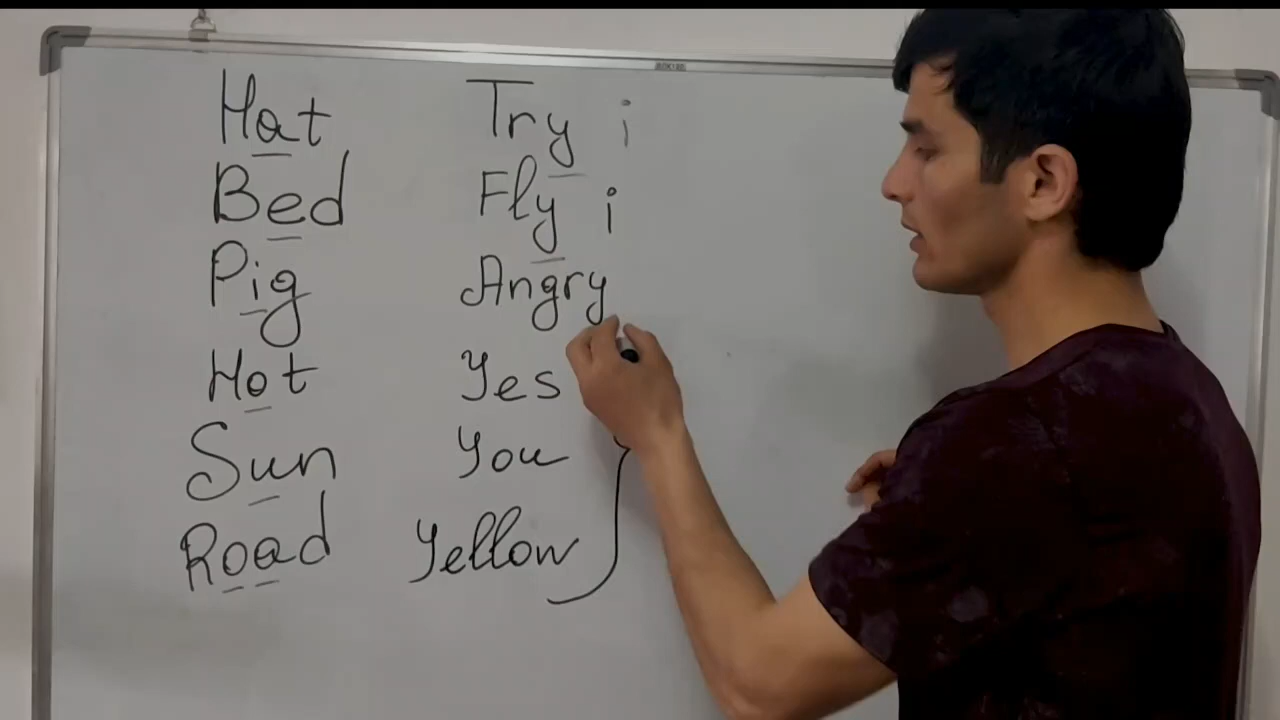 Hat
Bed
Pig
Hot
Sun
Road
Try i
Fly i
Angry
Yes
You
Yellow